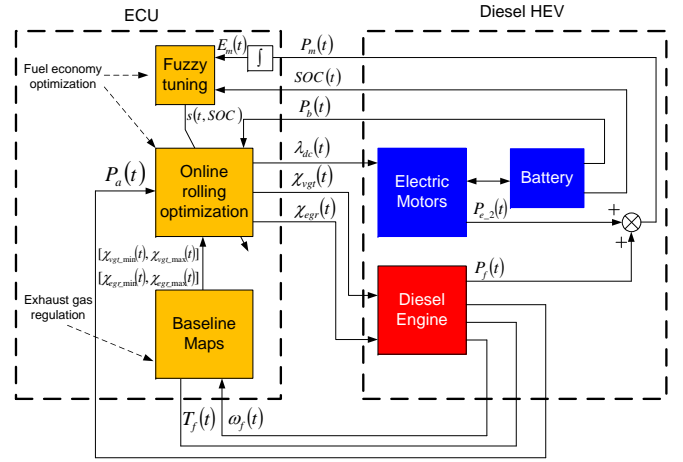 ECU
Diesel HEV
E_m(t)
∫
P_m(t)
Fuzzy
tuning
SOC(t)
Fuel economy
optimization
P_b(t)
s(t, SOC)
λ_dc(t)
P_a(t)
Online
rolling
optimization
χ_vgt(t)
χ_egr(t)
Electric
Motors
Battery
P_e_2(t)
+
+
[χ_vgt_min(t), χ_vgt_max(t)]
[χ_egr_min(t), χ_egr_max(t)]
P_f(t)
Exhaust gas
regulation
Baseline
Maps
Diesel
Engine
T_f(t)
ω_f(t)